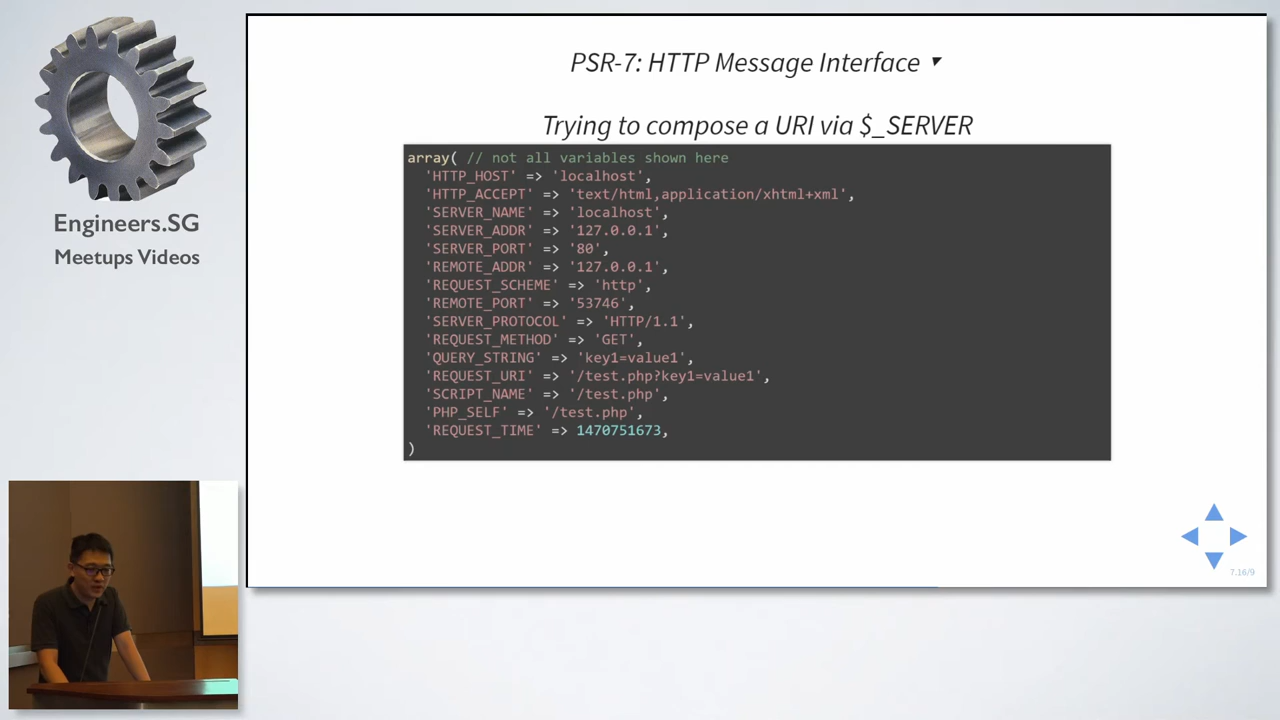 Engineers.SG
Meetups Videos
PSR-7: HTTP Message Interface
Trying to compose a URI via $_SERVER
array( // not all variables shown here
'HTTP_HOST' => 'localhost',
'HTTP_ACCEPT' => 'text/html,application/xhtml+xml',
'SERVER_NAME' => 'localhost',
'SERVER_ADDR' => '127.0.0.1',
'SERVER_PORT' => '80',
'REMOTE_ADDR' => '127.0.0.1',
'REQUEST_SCHEME' => 'http',
'REMOTE_PORT' => '53746',
'SERVER_PROTOCOL' => 'HTTP/1.1',
'REQUEST_METHOD' => 'GET',
'QUERY_STRING' => 'key1=value1',
'REQUEST_URI' => '/test.php?key1=value1',
'SCRIPT_NAME' => '/test.php',
'PHP_SELF' => '/test.php',
'REQUEST_TIME' => 1470751673,
)
7.16/9